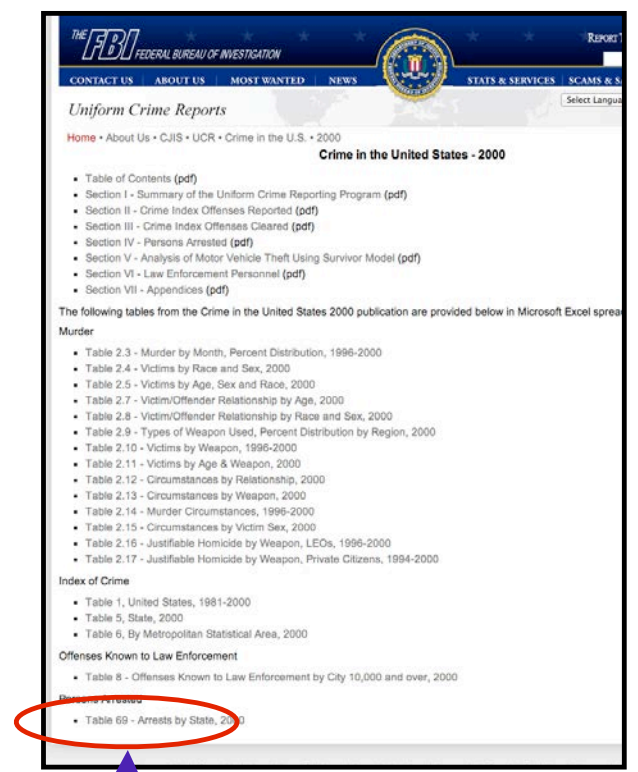 THE FBI FEDERAL BUREAU OF INVESTIGATION
REPORT
CONTACT US | ABOUT US | MOST WANTED | NEWS | STATS & SERVICES | SCAMS &
Uniform Crime Reports
Select Langua
Home • About Us • CJIS • UCR • Crime in the U.S. • 2000
Crime in the United States - 2000
Table of Contents (pdf)
Section I - Summary of the Uniform Crime Reporting Program (pdf)
Section II - Crime Index Offenses Reported (pdf)
Section III - Crime Index Offenses Cleared (pdf)
Section IV - Persons Arrested (pdf)
Section V - Analysis of Motor Vehicle Theft Using Survivor Model (pdf)
Section VI - Law Enforcement Personnel (pdf)
Section VII - Appendices (pdf)
The following tables from the Crime in the United States 2000 publication are provided below in Microsoft Excel sprea
Murder
Table 2.3 - Murder by Month, Percent Distribution, 1996-2000
Table 2.4 - Victims by Race and Sex, 2000
Table 2.5 - Victims by Age, Sex and Race, 2000
Table 2.7 - Victim/Offender Relationship by Age, 2000
Table 2.8 - Victim/Offender Relationship by Race and Sex, 2000
Table 2.9 - Types of Weapon Used, Percent Distribution by Region, 2000
Table 2.10 - Victims by Weapon, 1996-2000
Table 2.11 - Victims by Age & Weapon, 2000
Table 2.12 - Circumstances by Relationship, 2000
Table 2.13 - Circumstances by Weapon, 2000
Table 2.14 - Murder Circumstances, 1996-2000
Table 2.15 - Circumstances by Victim Sex, 2000
Table 2.16 - Justifiable Homicide by Weapon, LEOs, 1996-2000
Table 2.17 - Justifiable Homicide by Weapon, Private Citizens, 1994-2000
Index of Crime
Table 1, United States, 1981-2000
Table 5, State, 2000
Table 6, By Metropolitan Statistical Area, 2000
Offenses Known to Law Enforcement
Table 8 - Offenses Known to Law Enforcement by City 10,000 and over, 2000
Persons Arrested
Table 69 - Arrests by State, 2000